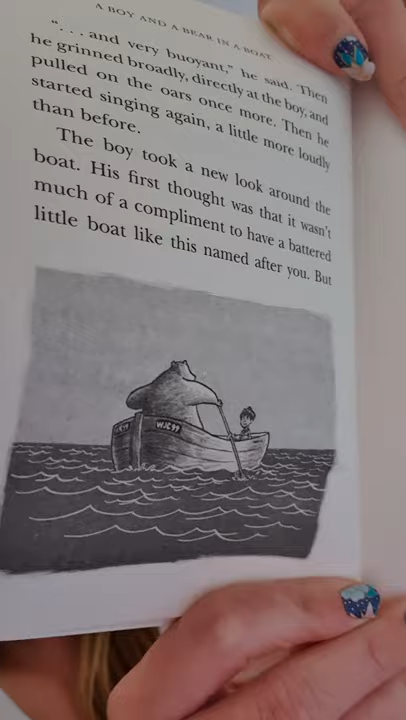 A BOY AND A BEAR IN A BOAT
“. . . and very buoyant,” he said. Then
he grinned broadly, directly at the boy, and
pulled on the oars once more. Then he
started singing again, a little more loudly
than before.
The boy took a new look around the
boat. His first thought was that it wasn’t
much of a compliment to have a battered
little boat like this named after you. But
WJC99